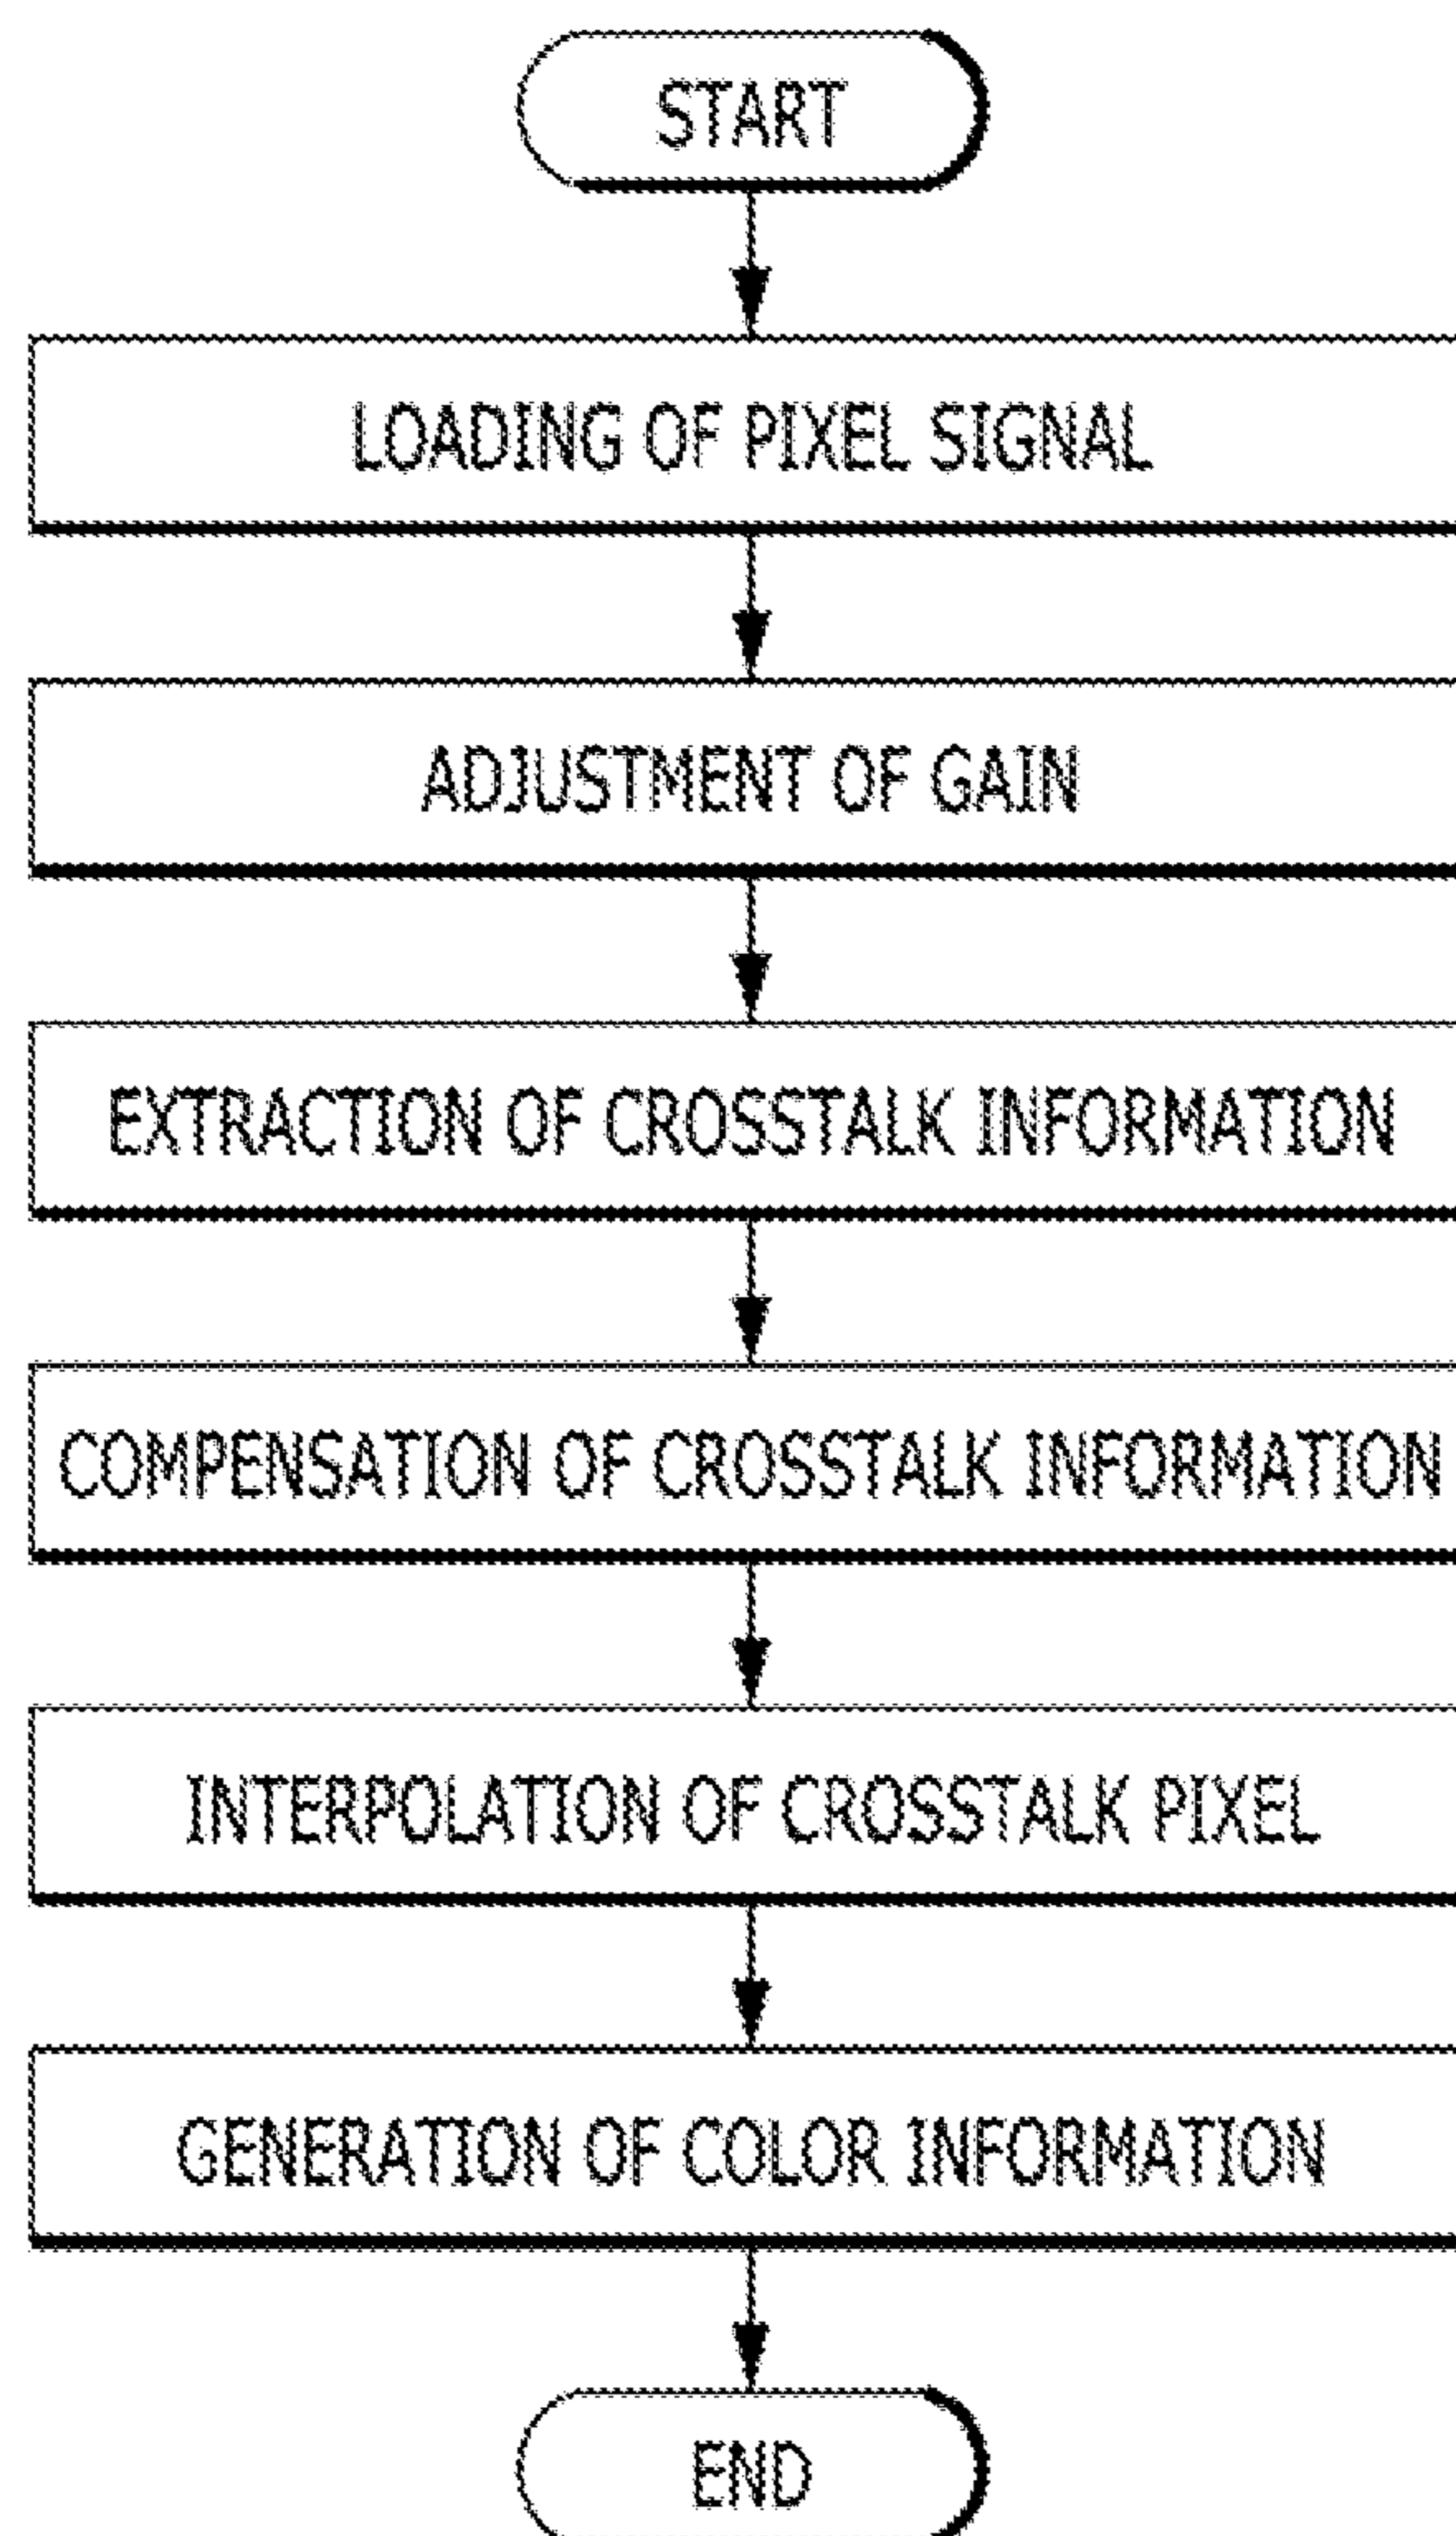 START
LOADING OF PIXEL SIGNAL
ADJUSTMENT OF GAIN
EXTRACTION OF CROSSTALK INFORMATION
COMPENSATION OF CROSSTALK INFORMATION
INTERPOLATION OF CROSSTALK PIXEL
GENERATION OF COLOR INFORMATION
END